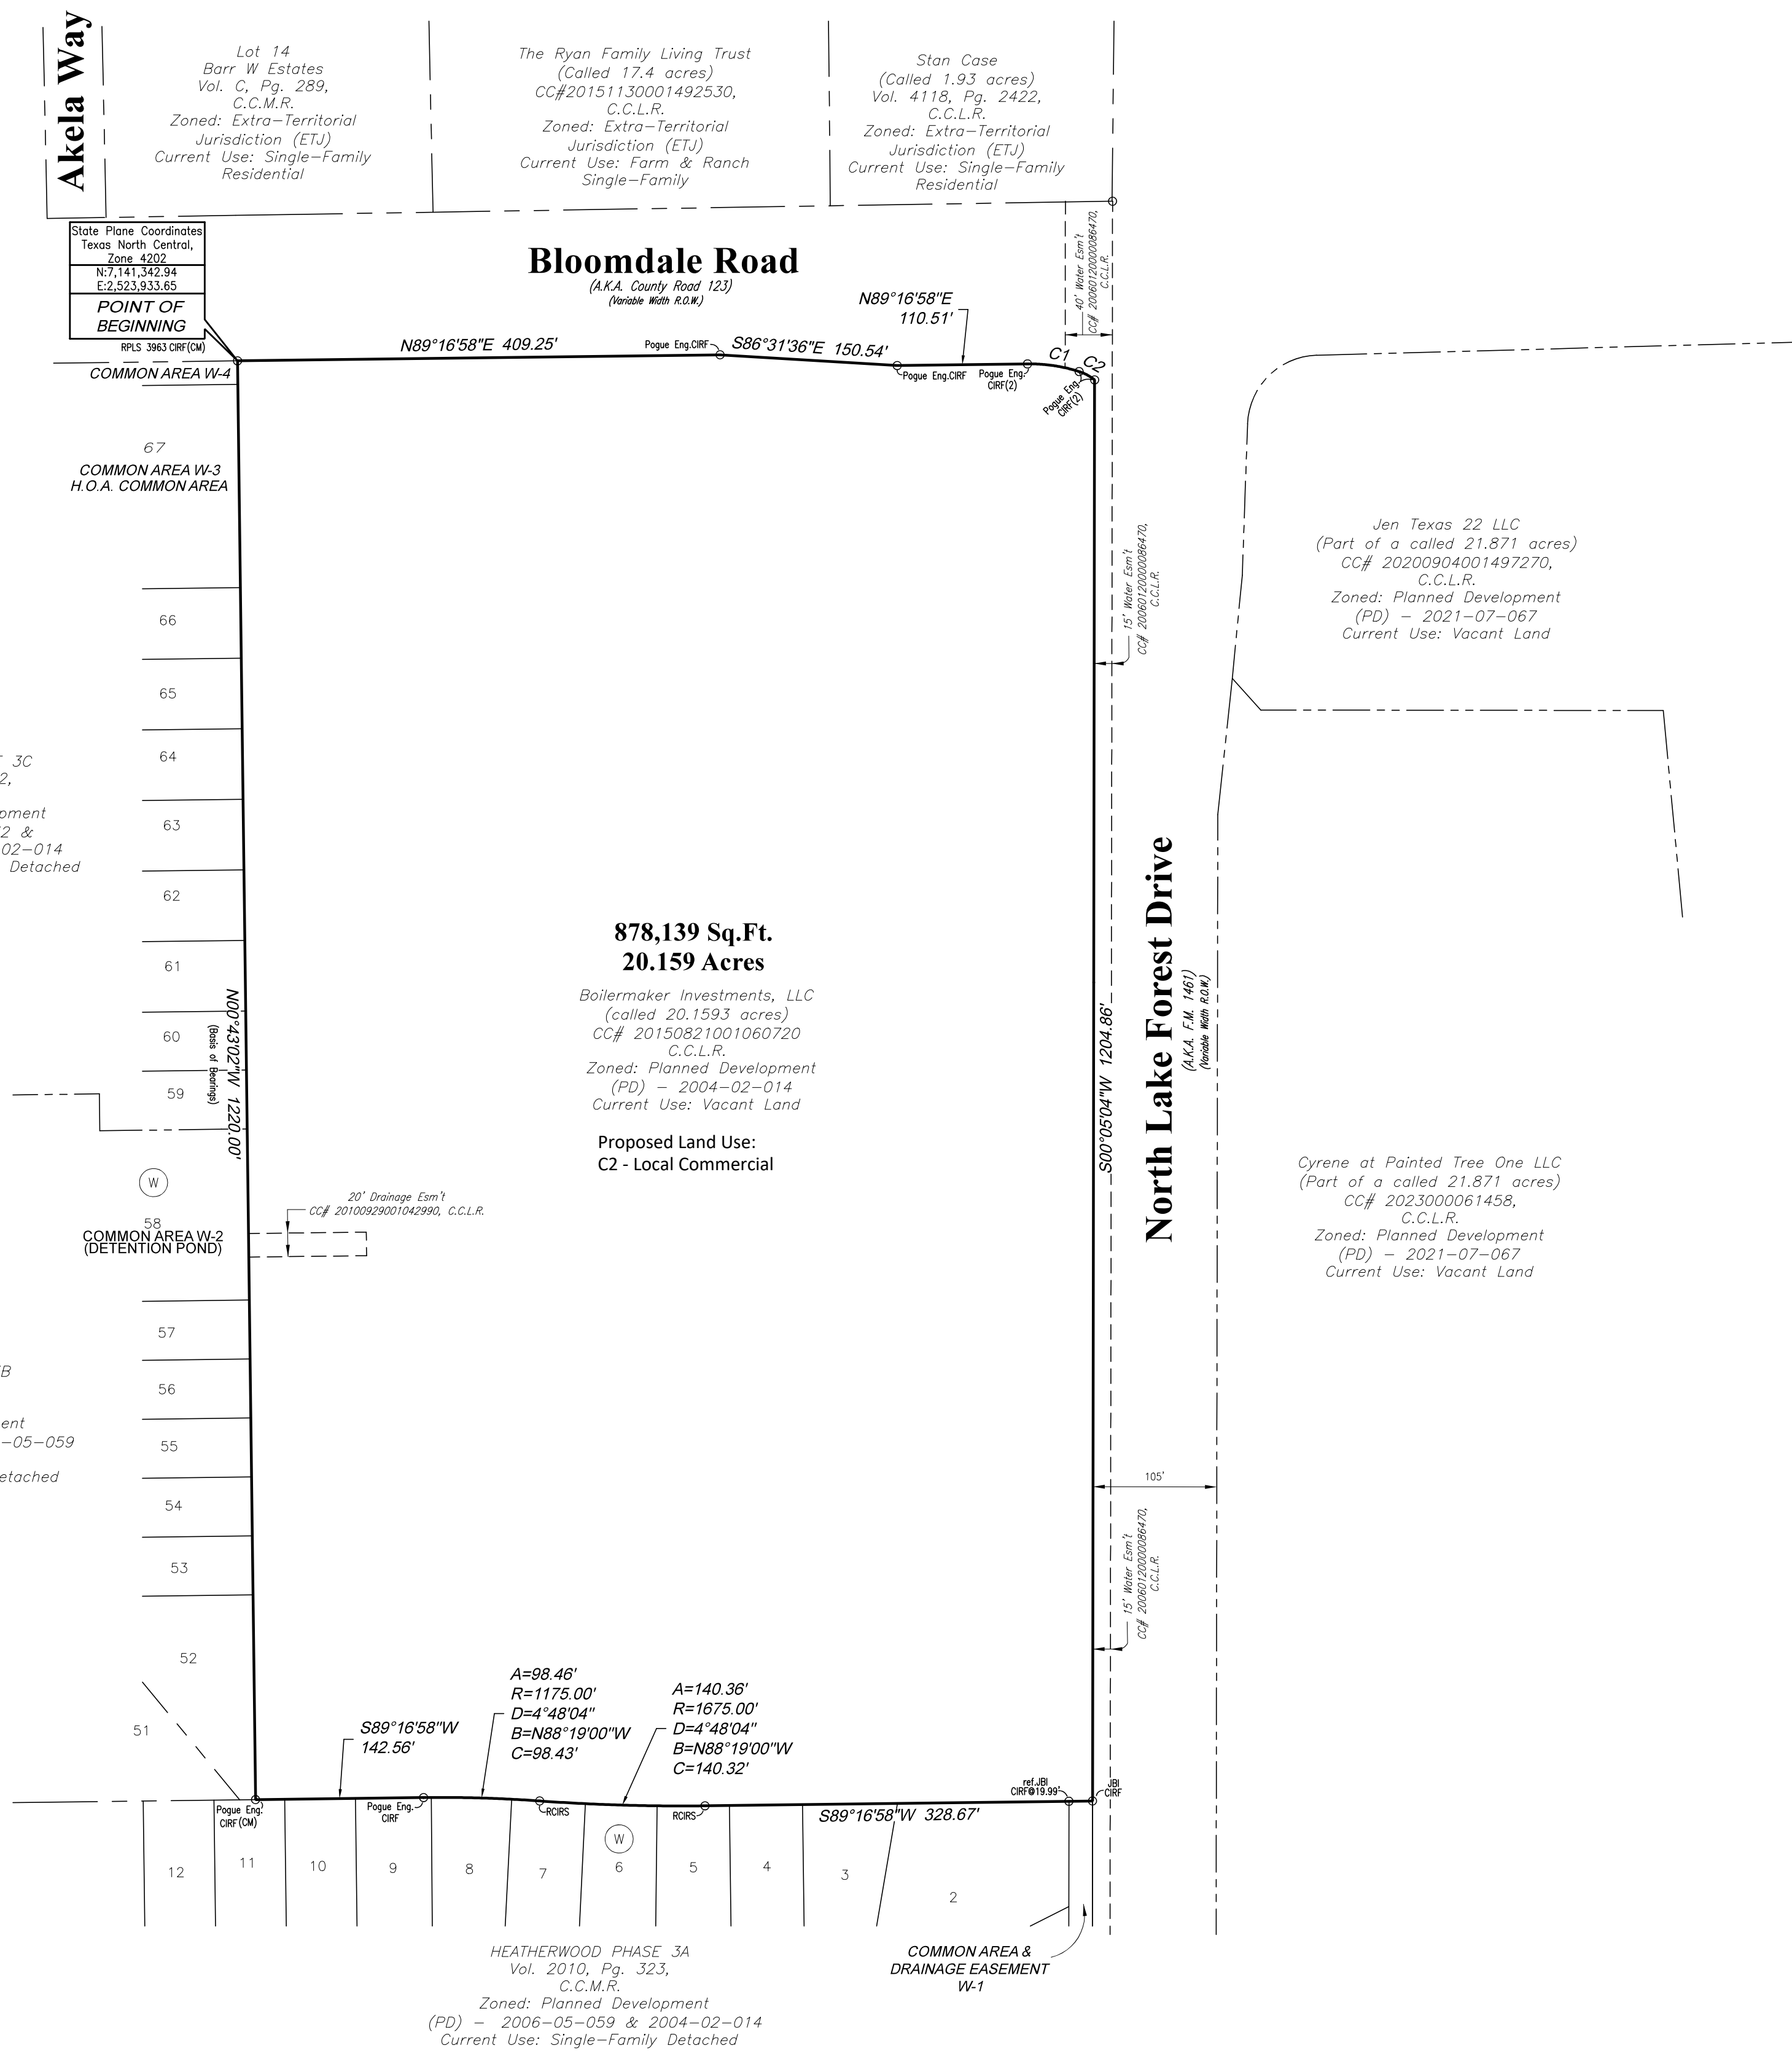 Akela Way
Lot 14
Barr W Estates
Vol. C, Pg. 289,
C.C.M.R.
Zoned: Extra-Territorial
Jurisdiction (ETJ)
Current Use: Single-Family
Residential
The Ryan Family Living Trust
(Called 17.4 acres)
CC#20151130001492530,
C.C.L.R.
Zoned: Extra-Territorial
Jurisdiction (ETJ)
Current Use: Farm & Ranch
Single-Family
Stan Case
(Called 1.93 acres)
Vol. 4118, Pg. 2422,
C.C.L.R.
Zoned: Extra-Territorial
Jurisdiction (ETJ)
Current Use: Single-Family
Residential
State Plane Coordinates
Texas North Central,
Zone 4202
N:7,141,342.94
E:2,523,933.65
POINT OF
BEGINNING
RPLS 3963 CIRF(CM)
Bloomdale Road
(A.K.A. County Road 123)
(Variable Width R.O.W.)
40' Water Esm't
CC# 20060120000086470,
C.C.L.R.
N89°16'58"E
110.51'
N89°16'58"E 409.25'
Pogue Eng.CIRF
S86°31'36"E 150.54'
C1
C2
Pogue Eng.CIRF
Pogue Eng.
CIRF(2)
Pogue Eng.
CIRF(2)
COMMON AREA W-4
67
COMMON AREA W-3
H.O.A. COMMON AREA
15' Water Esm't
CC# 20060120000086470,
C.C.L.R.
Jen Texas 22 LLC
(Part of a called 21.871 acres)
CC# 20200904001497270,
C.C.L.R.
Zoned: Planned Development
(PD) - 2021-07-067
Current Use: Vacant Land
66
65
64
63
62
61
60
59
3C
2,
pment
2 &
02-014
Detached
N00°43'02"W 1220.00'
(Basis of Bearings)
878,139 Sq.Ft.
20.159 Acres
Boilermaker Investments, LLC
(called 20.1593 acres)
CC# 20150821001060720
C.C.L.R.
Zoned: Planned Development
(PD) - 2004-02-014
Current Use: Vacant Land
Proposed Land Use:
C2 - Local Commercial
S00°05'04"W 1204.86'
North Lake Forest Drive
(A.K.A. F.M. 1461)
(Variable Width R.O.W.)
Cyrene at Painted Tree One LLC
(Part of a called 21.871 acres)
CC# 2023000061458,
C.C.L.R.
Zoned: Planned Development
(PD) - 2021-07-067
Current Use: Vacant Land
W
58
COMMON AREA W-2
(DETENTION POND)
20' Drainage Esm't
CC# 20100929001042990, C.C.L.R.
57
56
55
54
53
52
51
B
ent
-05-059
etached
105'
15' Water Esm't
CC# 20060120000086470,
C.C.L.R.
S89°16'58"W
142.56'
A=98.46'
R=1175.00'
D=4°48'04"
B=N88°19'00"W
C=98.43'
A=140.36'
R=1675.00'
D=4°48'04"
B=N88°19'00"W
C=140.32'
ref.JBI
CIRF@19.99'
JBI
CIRF
Pogue Eng.
CIRF(CM)
Pogue Eng.
CIRF
RCIRS
RCIRS
S89°16'58"W 328.67'
W
12
11
10
9
8
7
6
5
4
3
2
HEATHERWOOD PHASE 3A
Vol. 2010, Pg. 323,
C.C.M.R.
Zoned: Planned Development
(PD) - 2006-05-059 & 2004-02-014
Current Use: Single-Family Detached
COMMON AREA &
DRAINAGE EASEMENT
W-1